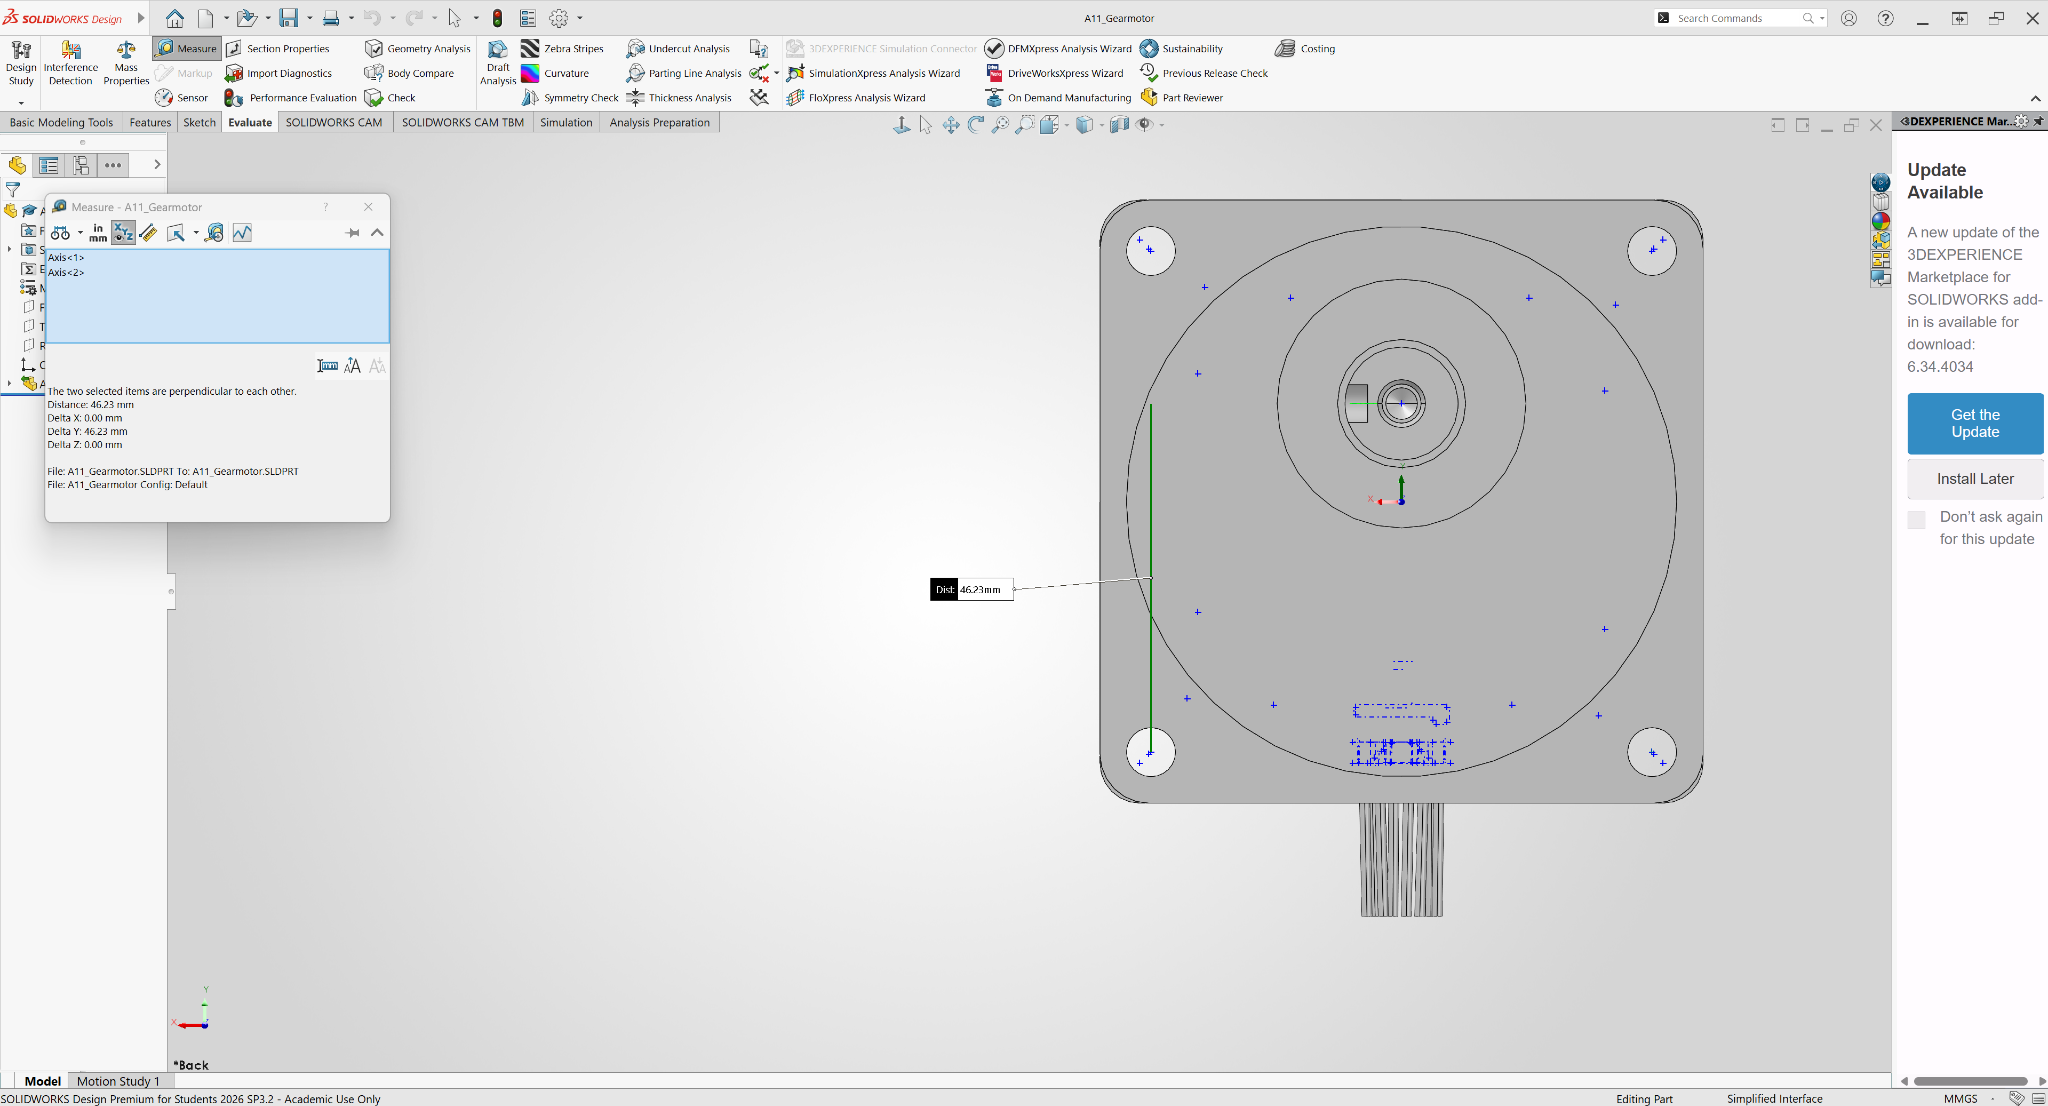 SOLIDWORKS Design
A11_Gearmotor
Search Commands
Design Study
Interference Detection
Mass Properties
Measure
Markup
Sensor
Section Properties
Import Diagnostics
Performance Evaluation
Geometry Analysis
Body Compare
Check
Draft Analysis
Zebra Stripes
Curvature
Symmetry Check
Undercut Analysis
Parting Line Analysis
Thickness Analysis
3DEXPERIENCE Simulation Connector
SimulationXpress Analysis Wizard
FloXpress Analysis Wizard
DFMXpress Analysis Wizard
DriveWorksXpress Wizard
On Demand Manufacturing
Sustainability
Previous Release Check
Part Reviewer
Costing
Basic Modeling Tools
Features
Sketch
Evaluate
SOLIDWORKS CAM
SOLIDWORKS CAM TBM
Simulation
Analysis Preparation
Measure - A11_Gearmotor
in
mm
Axis<1>
Axis<2>
The two selected items are perpendicular to each other.
Distance: 46.23 mm
Delta X: 0.00 mm
Delta Y: 46.23 mm
Delta Z: 0.00 mm
File: A11_Gearmotor.SLDPRT To: A11_Gearmotor.SLDPRT
File: A11_Gearmotor Config: Default
Dist: 46.23mm
X
Y
X
*Back
3DEXPERIENCE Mar...
Update
Available
A new update of the
3DEXPERIENCE
Marketplace for
SOLIDWORKS add-
in is available for
download:
6.34.4034
Get the
Update
Install Later
Don't ask again
for this update
Model
Motion Study 1
SOLIDWORKS Design Premium for Students 2026 SP3.2 - Academic Use Only
Editing Part
Simplified Interface
MMGS